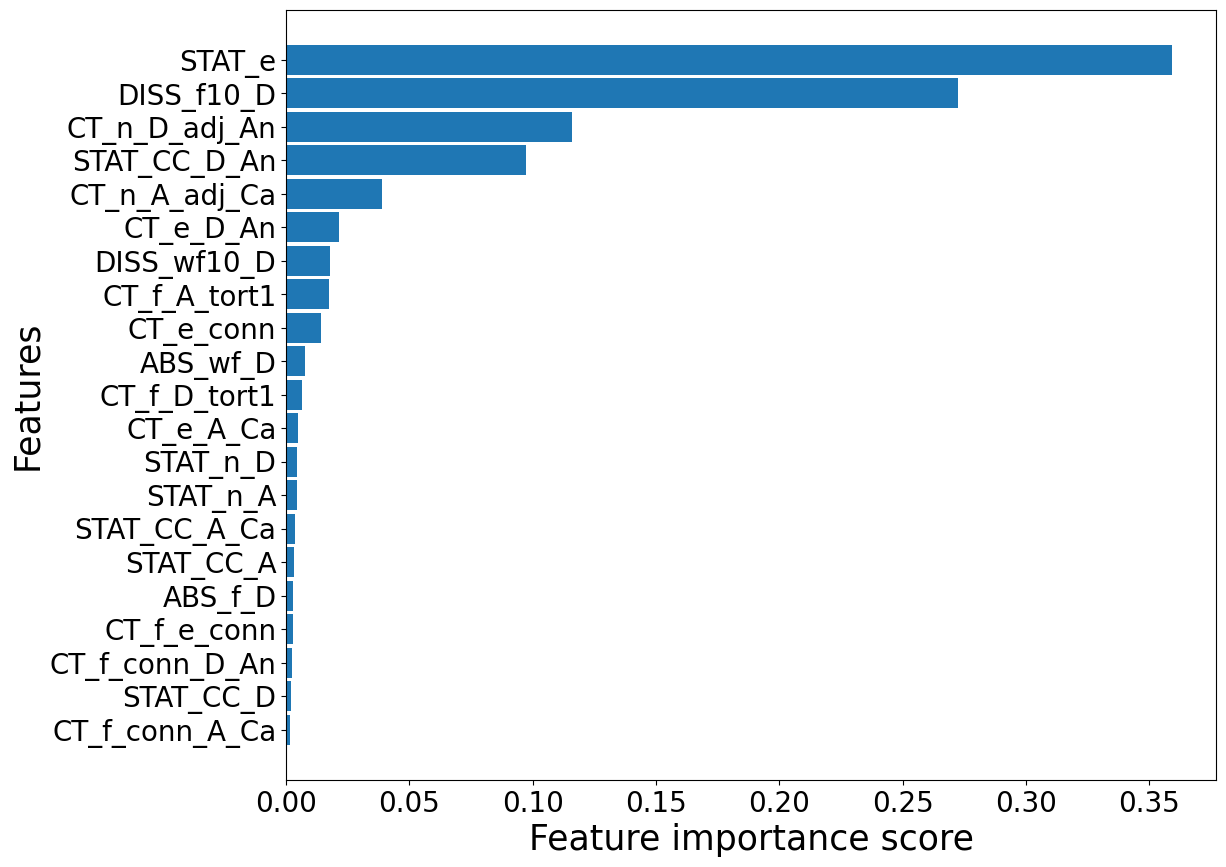 STAT_e
DISS_f10_D
CT_n_D_adj_An
STAT_CC_D_An
CT_n_A_adj_Ca
CT_e_D_An
DISS_wf10_D
CT_f_A_tort1
CT_e_conn
ABS_wf_D
CT_f_D_tort1
CT_e_A_Ca
STAT_n_D
STAT_n_A
STAT_CC_A_Ca
STAT_CC_A
ABS_f_D
CT_f_e_conn
CT_f_conn_D_An
STAT_CC_D
CT_f_conn_A_Ca
Features
0.00 0.05 0.10 0.15 0.20 0.25 0.30 0.35
Feature importance score